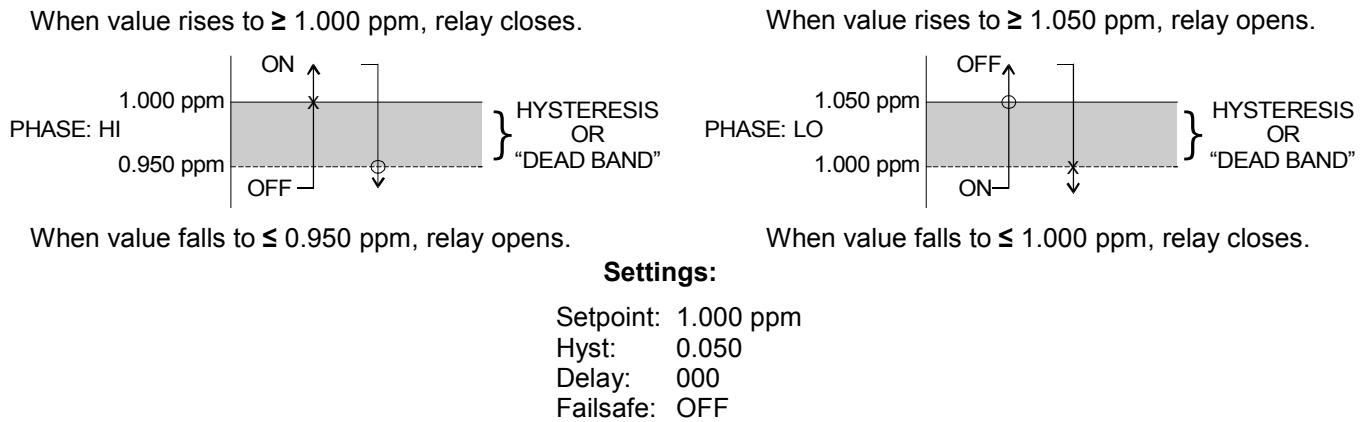 When value rises to ≥ 1.000 ppm, relay closes.
When value rises to ≥ 1.050 ppm, relay opens.
ON
1.000 ppm
PHASE: HI
0.950 ppm
OFF
HYSTERESIS
OR
“DEAD BAND”
OFF
1.050 ppm
PHASE: LO
1.000 ppm
ON
HYSTERESIS
OR
“DEAD BAND”
When value falls to ≤ 0.950 ppm, relay opens.
When value falls to ≤ 1.000 ppm, relay closes.
Settings:
Setpoint: 1.000 ppm
Hyst: 0.050
Delay: 000
Failsafe: OFF